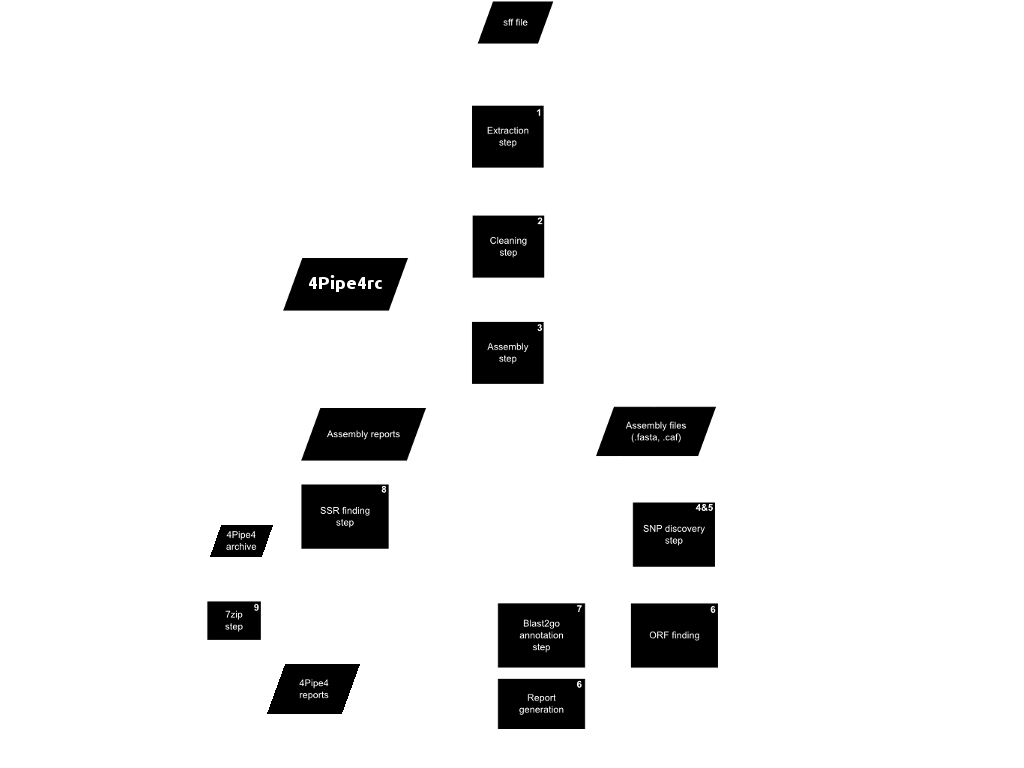 sff file
1
Extraction
step
2
Cleaning
step
4Pipe4rc
3
Assembly
step
Assembly reports
Assembly files
(.fasta, .caf)
8
SSR finding
step
4&5
SNP discovery
step
4Pipe4
archive
9
7zip
step
7
Blast2go
annotation
step
6
ORF finding
4Pipe4
reports
6
Report
generation